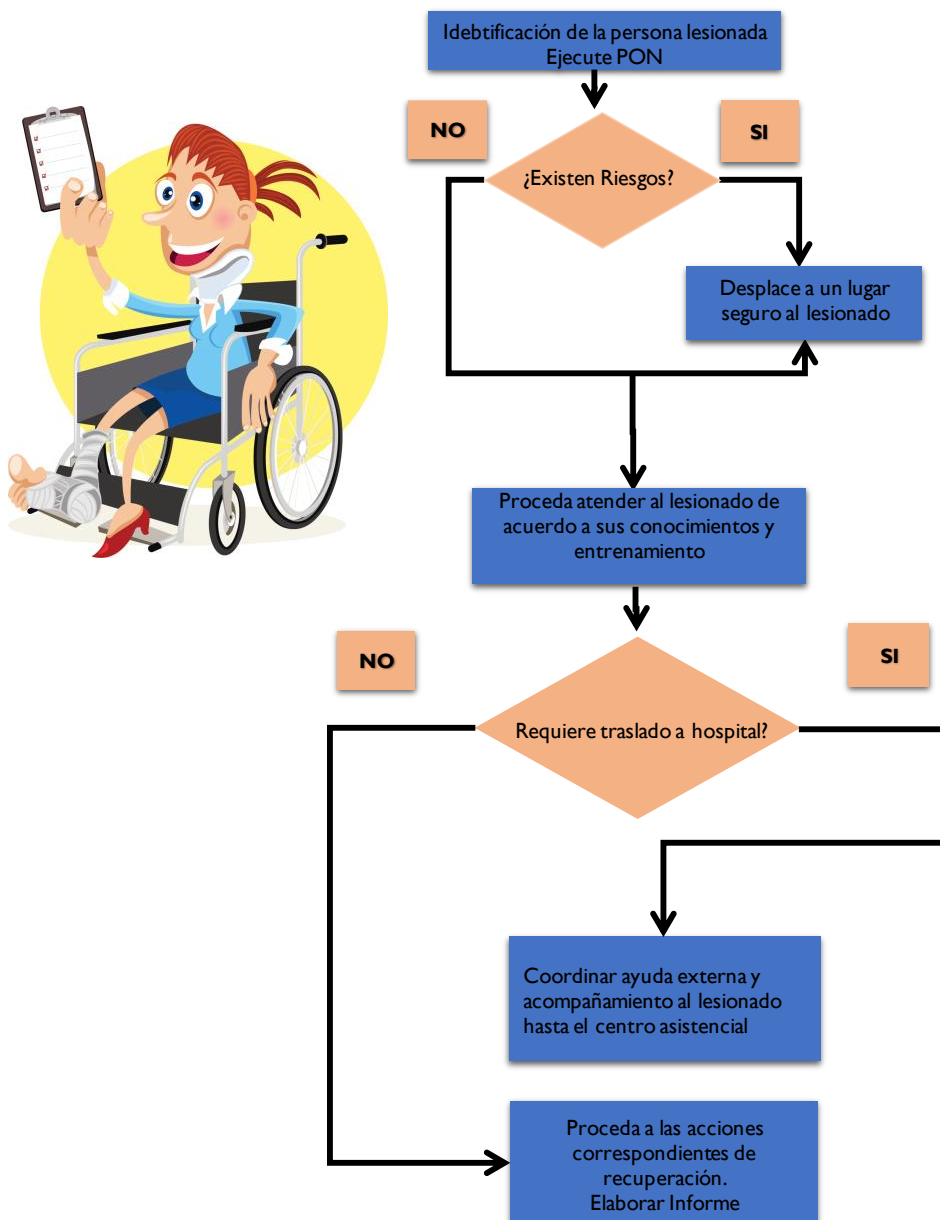 Idebtificación de la persona lesionada
Ejecute PON
NO
SI
¿Existen Riesgos?
Desplace a un lugar
seguro al lesionado
Proceda atender al lesionado de
acuerdo a sus conocimientos y
entrenamiento
NO
SI
Requiere traslado a hospital?
Coordinar ayuda externa y
acompañamiento al lesionado
hasta el centro asistencial
Proceda a las acciones
correspondientes de
recuperación.
Elaborar Informe